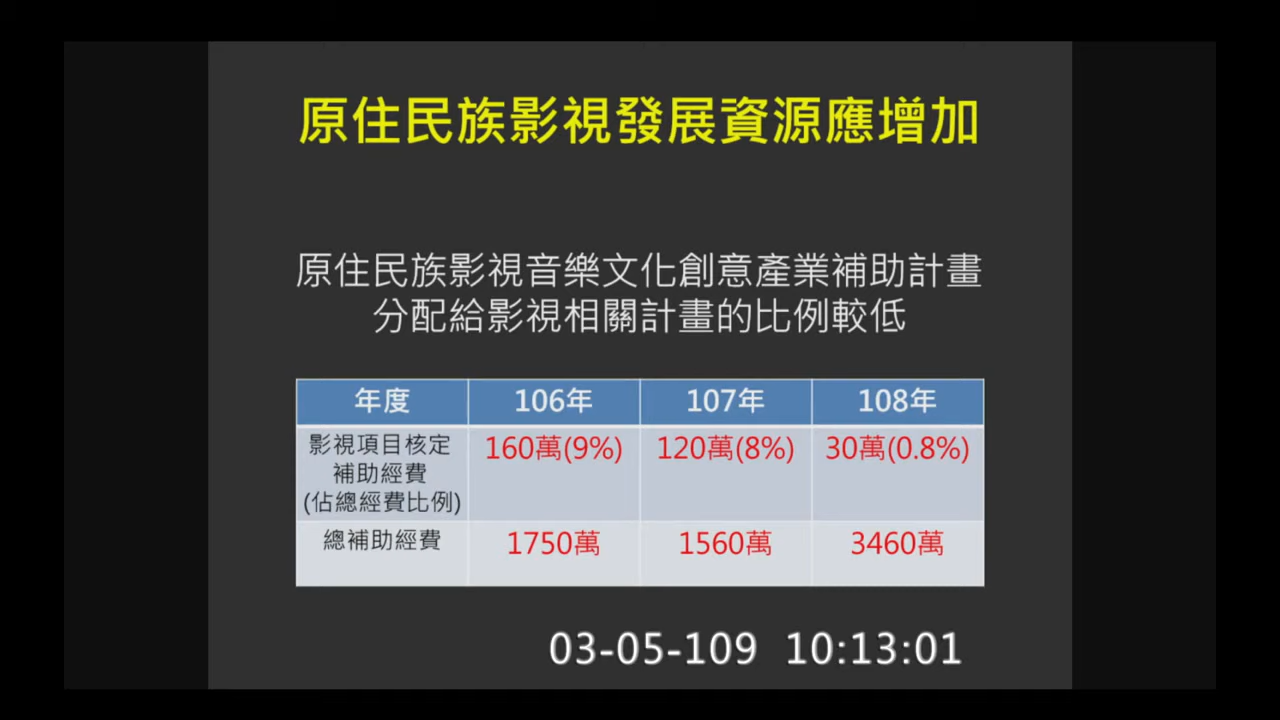 原住民族影視發展資源應增加
原住民族影視音樂文化創意產業補助計畫
分配給影視相關計畫的比例較低
年度 106年 107年 108年
影視項目核定
補助經費
(佔總經費比例) 160萬(9%) 120萬(8%) 30萬(0.8%)
總補助經費 1750萬 1560萬 3460萬
03-05-109 10:13:01